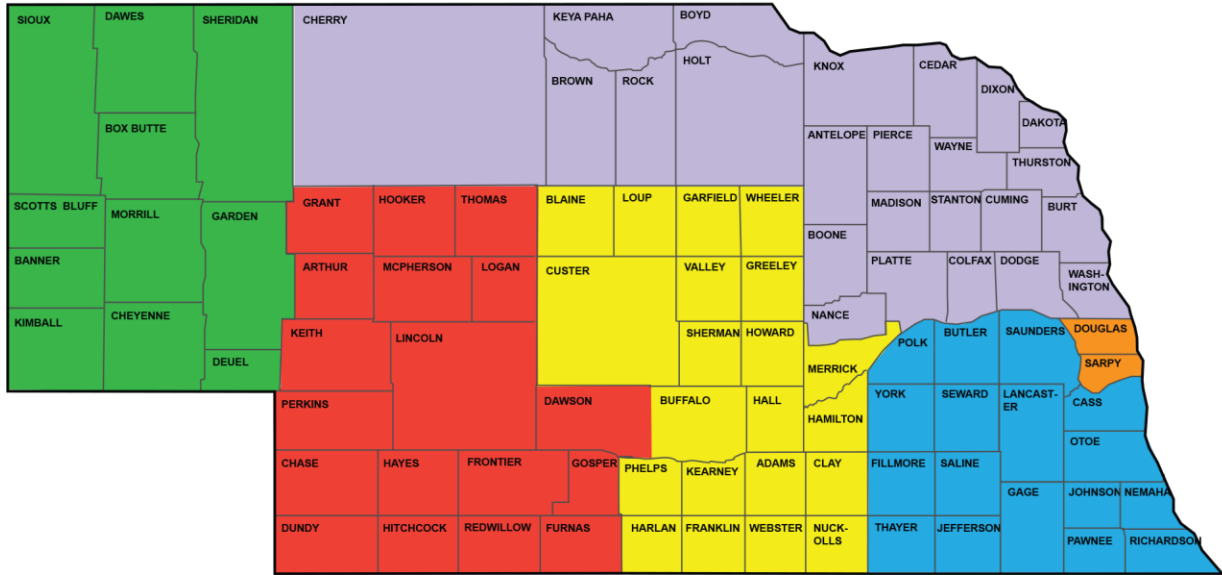 SIOUX
DAWES
SHERIDAN
CHERRY
KEYA PAHA
BOYD
BROWN
ROCK
HOLT
KNOX
CEDAR
DIXON
DAKOTA
BOX BUTTE
ANTELOPE
PIERCE
WAYNE
THURSTON
SCOTTS BLUFF
MORRILL
GARDEN
GRANT
HOOKER
THOMAS
BLAINE
LOUP
GARFIELD
WHEELER
MADISON
STANTON
CUMING
BURT
BOONE
BANNER
ARTHUR
MCPHERSON
LOGAN
CUSTER
VALLEY
GREELEY
PLATTE
COLFAX
DODGE
WASH-
INGTON
KIMBALL
CHEYENNE
DEUEL
KEITH
LINCOLN
SHERMAN
HOWARD
NANCE
MERRICK
POLK
BUTLER
SAUNDERS
DOUGLAS
SARPY
PERKINS
DAWSON
BUFFALO
HALL
HAMILTON
YORK
SEWARD
LANCAST-
ER
CASS
OTOE
CHASE
HAYES
FRONTIER
GOSPER
PHELPS
KEARNEY
ADAMS
CLAY
FILLMORE
SALINE
GAGE
JOHNSON
NEMAHA
DUNDY
HITCHCOCK
REDWILLOW
FURNAS
HARLAN
FRANKLIN
WEBSTER
NUCK-
OLLS
THAYER
JEFFERSON
PAWNEE
RICHARDSON